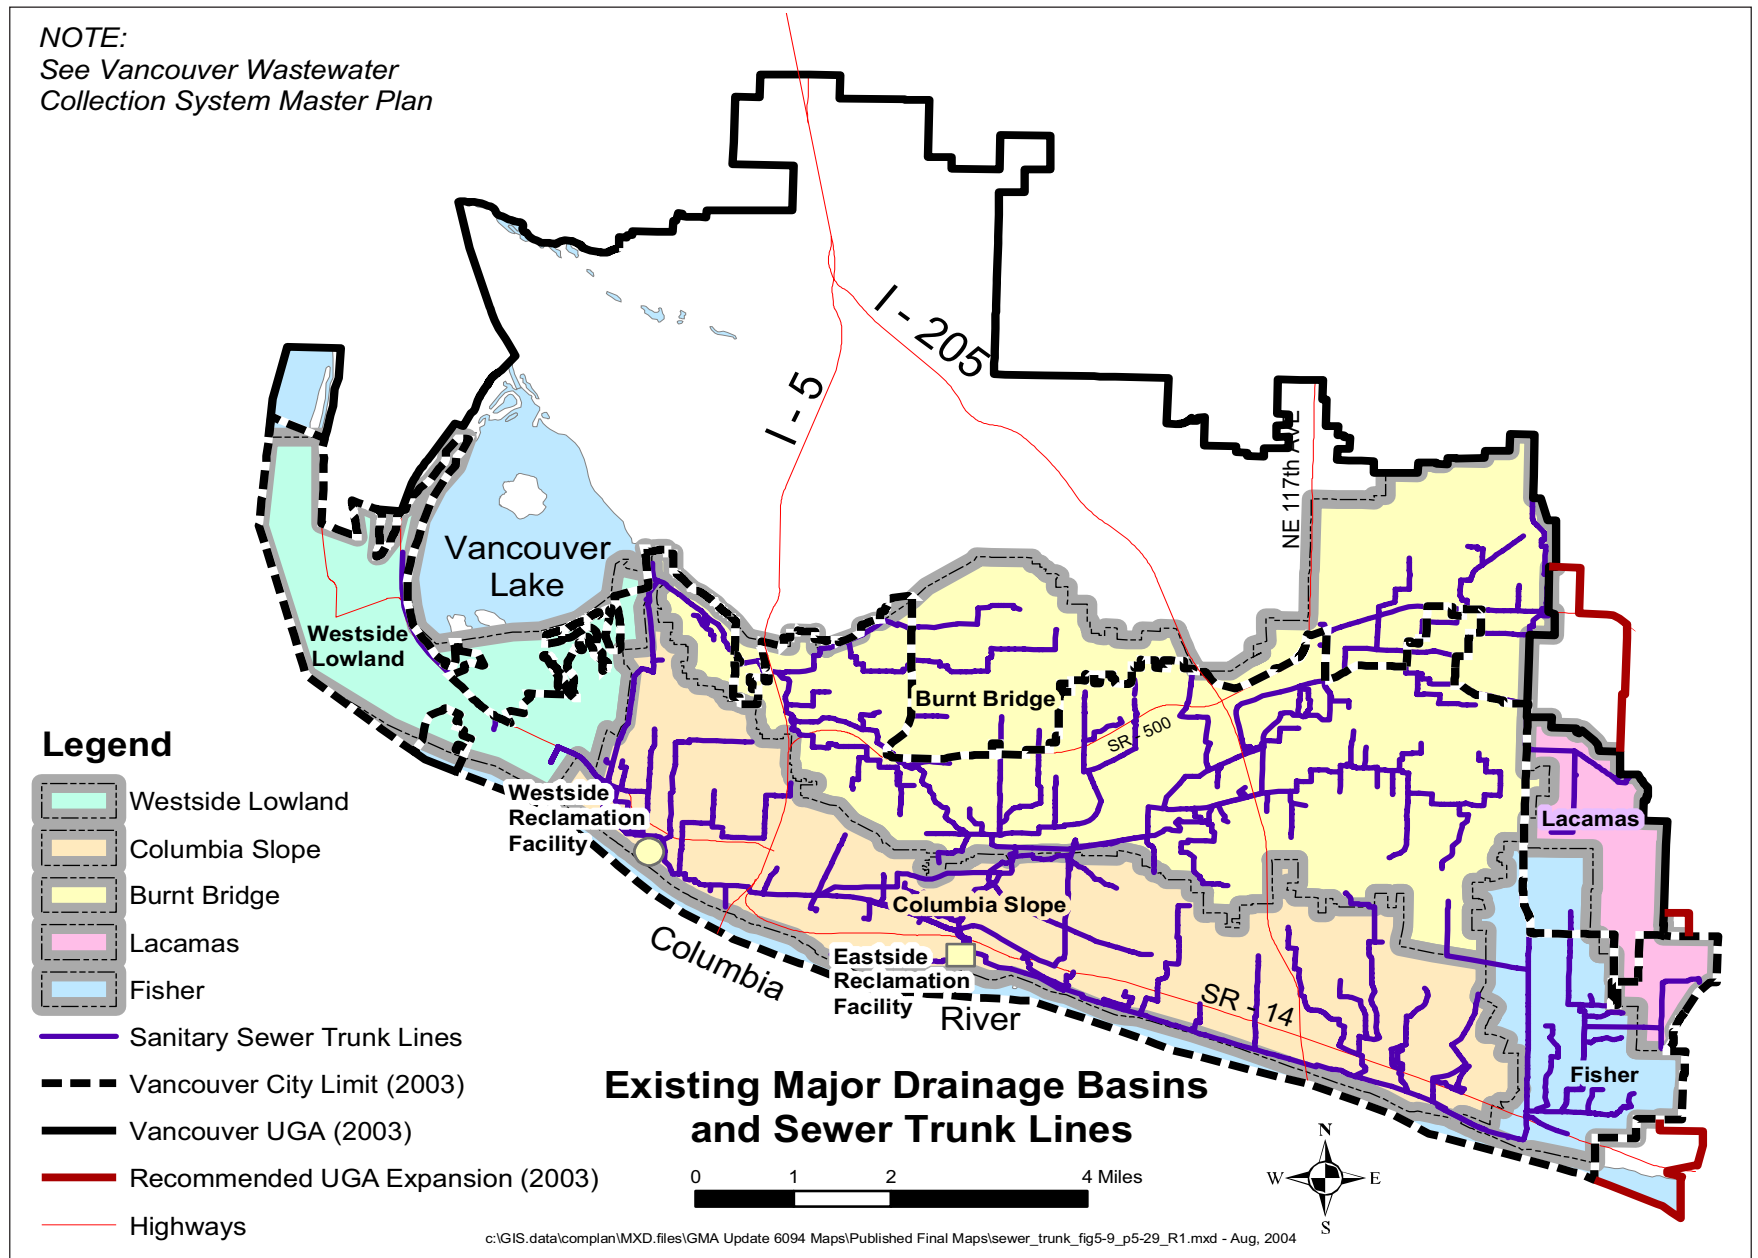 NOTE:
See Vancouver Wastewater
Collection System Master Plan
I - 205
I - 5
NE 117th AVE
Vancouver
Lake
Westside
Lowland
Burnt Bridge
SR - 500
Legend
Westside Lowland
Columbia Slope
Burnt Bridge
Lacamas
Fisher
Sanitary Sewer Trunk Lines
Vancouver City Limit (2003)
Vancouver UGA (2003)
Recommended UGA Expansion (2003)
Highways
Westside
Reclamation
Facility
Lacamas
Columbia Slope
Columbia
Eastside
Reclamation
Facility
River
SR - 14
Fisher
Existing Major Drainage Basins
and Sewer Trunk Lines
0 1 2 4 Miles
N
W E
S
c:\GIS.data\complan\MXD.files\GMA Update 6094 Maps\Published Final Maps\sewer_trunk_fig5-9_p5-29_R1.mxd - Aug, 2004